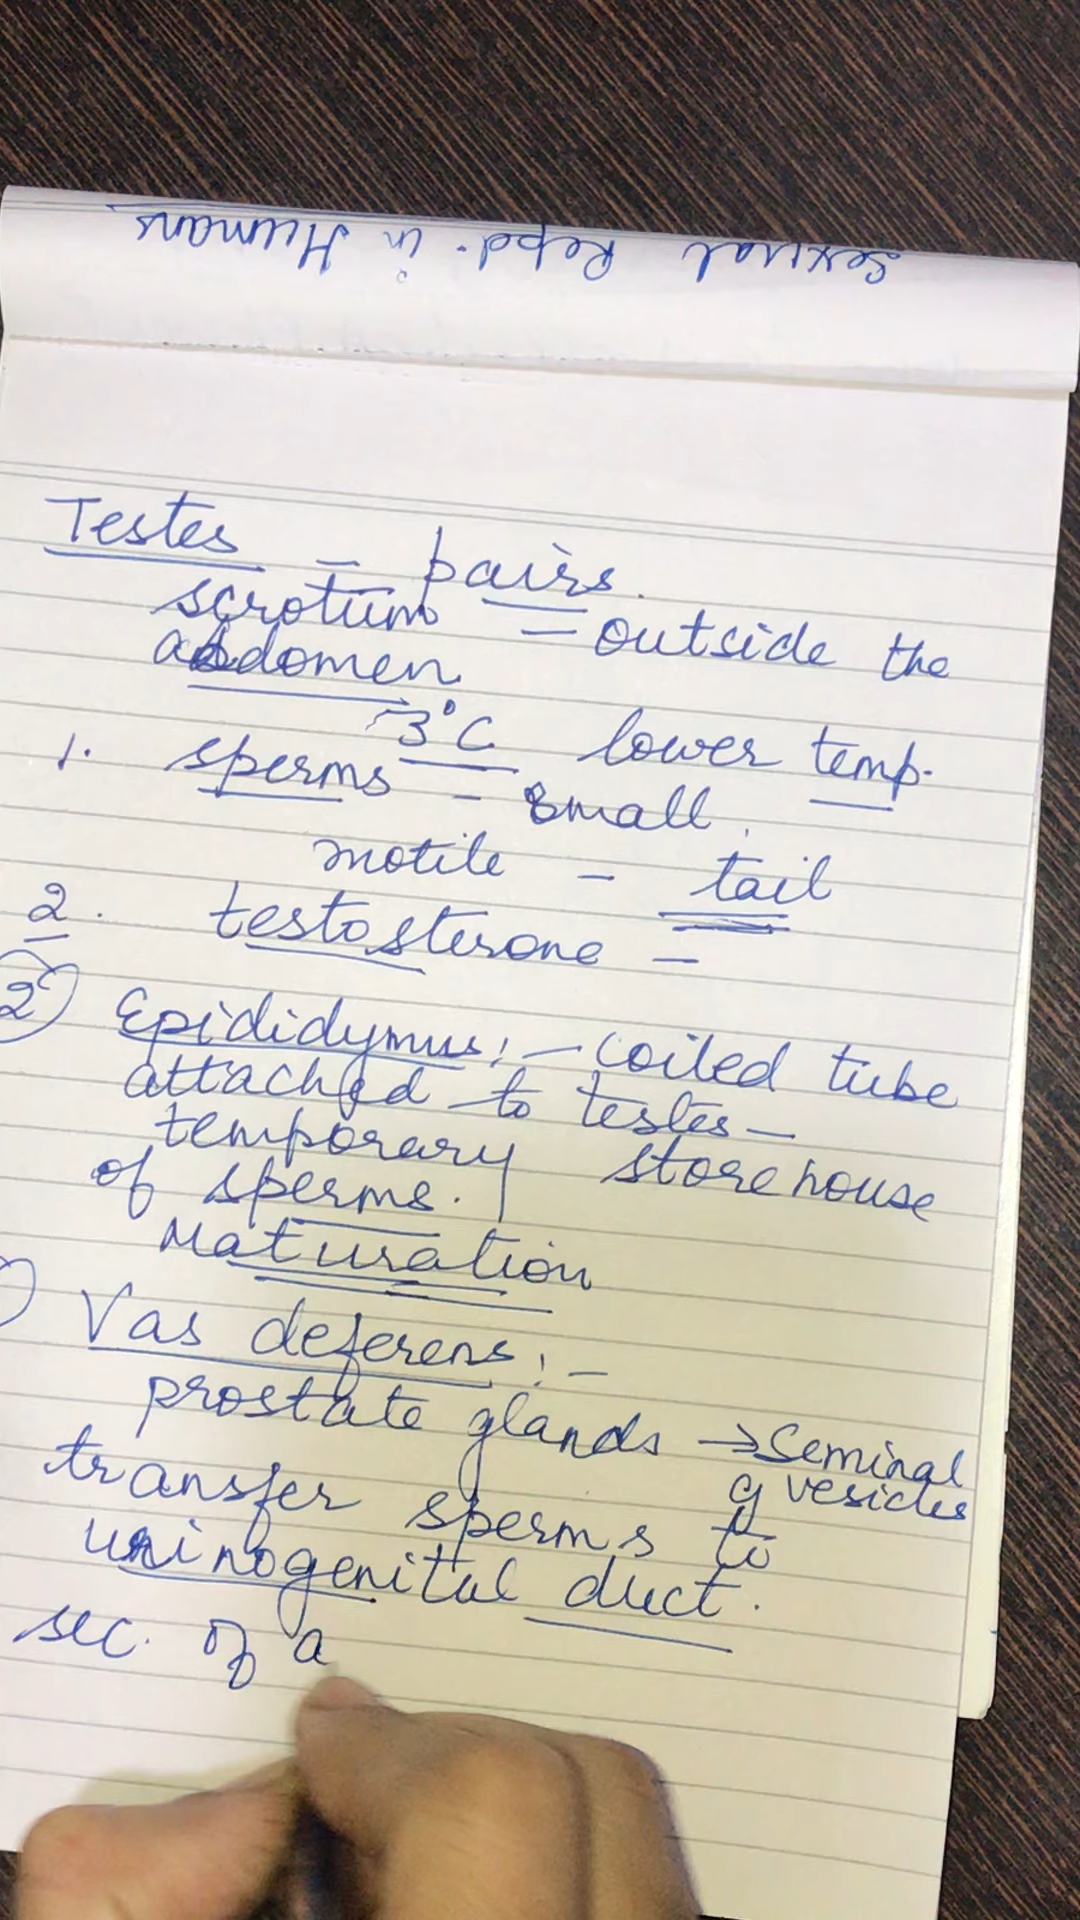 Sexual Repd. in Humans
Testes - pairs.
scrotum - outside the
abdomen
3°C lower temp.
1. sperms - small.
motile - tail
2. testosterone -
2) Epididymus :- coiled tube
attached to testes -
temporary storehouse
of sperms.
Maturation
) Vas deferens :-
prostate glands → Seminal
vesicles
transfer sperms to
urinogenital duct.
sec. of a